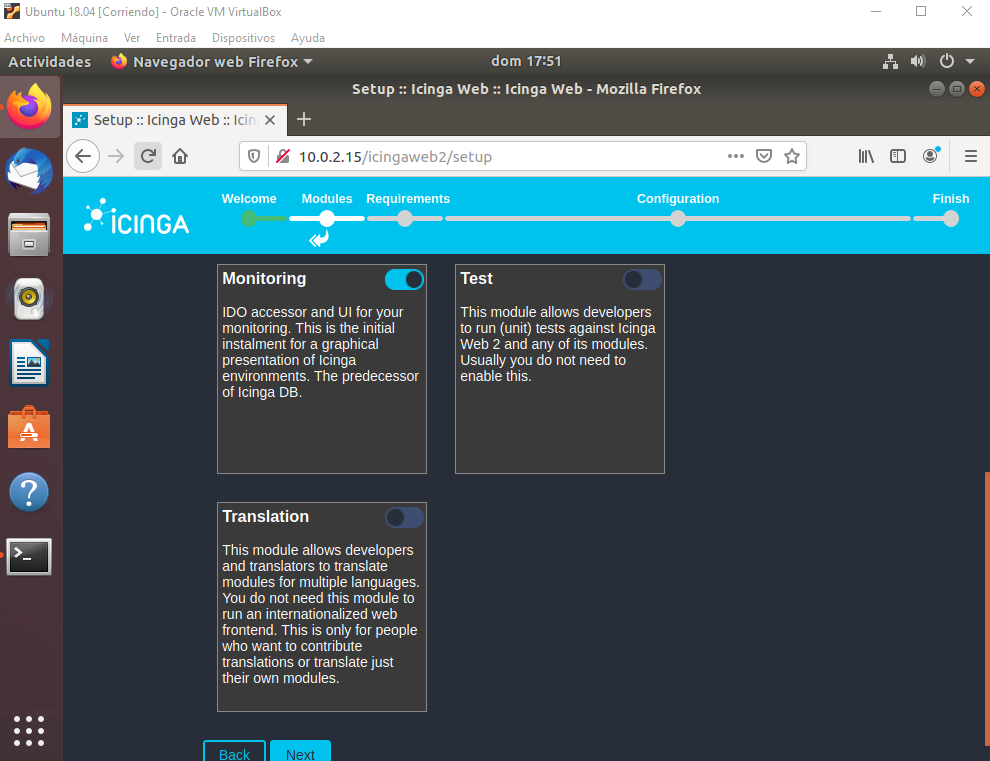 Ubuntu 18.04 [Corriendo] - Oracle VM VirtualBox
Archivo Máquina Ver Entrada Dispositivos Ayuda
Actividades Navegador web Firefox dom 17:51
Setup :: Icinga Web :: Icinga Web - Mozilla Firefox
Setup :: Icinga Web :: Icin
10.0.2.15/icingaweb2/setup
Welcome Modules Requirements Configuration Finish
ICINGA
Monitoring
IDO accessor and UI for your
monitoring. This is the initial
instalment for a graphical
presentation of Icinga
environments. The predecessor
of Icinga DB.
Test
This module allows developers
to run (unit) tests against Icinga
Web 2 and any of its modules.
Usually you do not need to
enable this.
Translation
This module allows developers
and translators to translate
modules for multiple languages.
You do not need this module to
run an internationalized web
frontend. This is only for people
who want to contribute
translations or translate just
their own modules.
Back Next